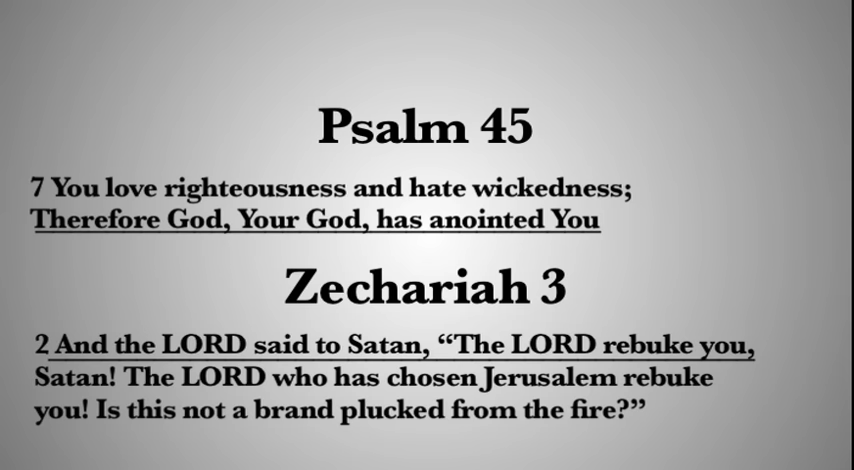 Psalm 45
7 You love righteousness and hate wickedness;
Therefore God, Your God, has anointed You
Zechariah 3
2 And the LORD said to Satan, “The LORD rebuke you,
Satan! The LORD who has chosen Jerusalem rebuke
you! Is this not a brand plucked from the fire?”